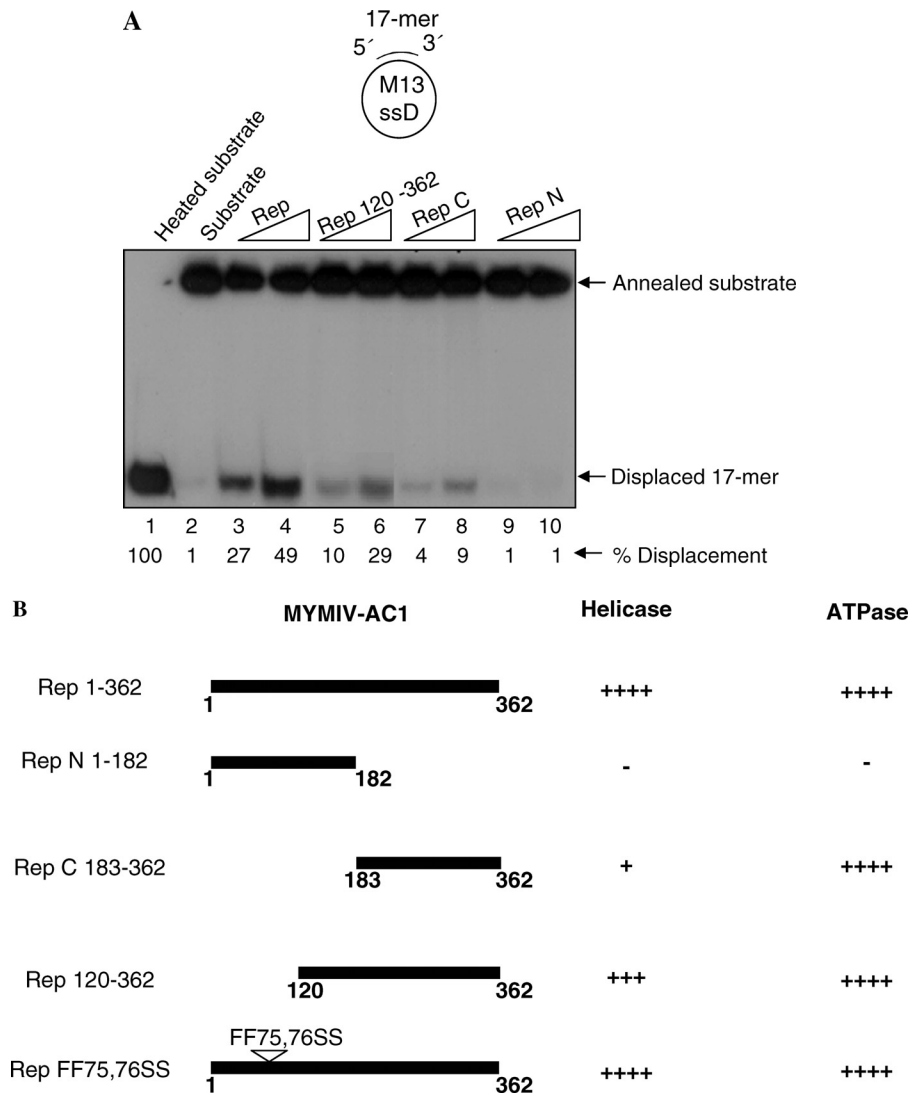 A
17-mer
5´ 3´
M13
ssD
Heated substrate
Substrate
Rep
Rep 120 -362
Rep C
Rep N
Annealed substrate
Displaced 17-mer
1 2 3 4 5 6 7 8 9 10
100 1 27 49 10 29 4 9 1 1 % Displacement
B MYMIV-AC1 Helicase ATPase
Rep 1-362 ++++ ++++
1 362
Rep N 1-182 - -
1 182
Rep C 183-362 + ++++
183 362
Rep 120-362 +++ ++++
120 362
FF75,76SS
Rep FF75,76SS ++++ ++++
1 362